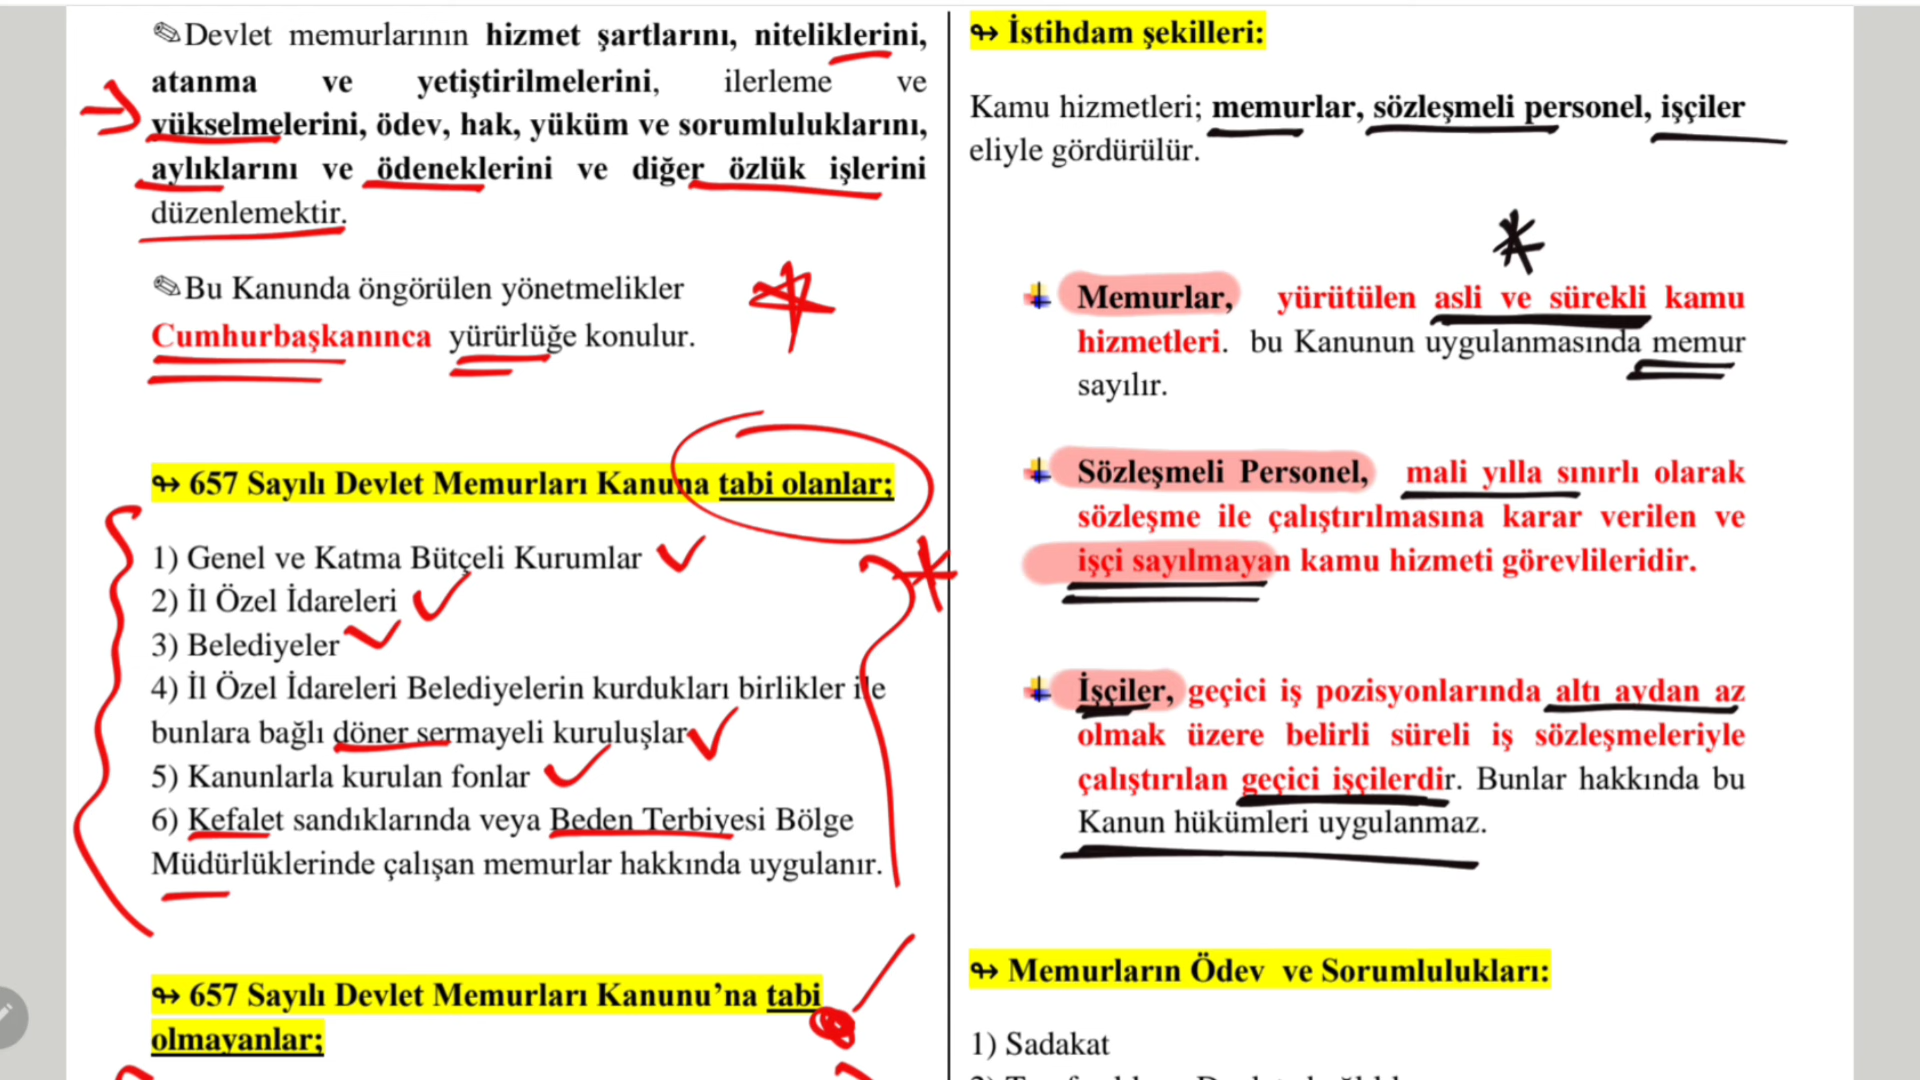 Devlet memurlarının hizmet şartlarını, niteliklerini,
atanma ve yetiştirilmelerini, ilerleme ve
yükselmelerini, ödev, hak, yüküm ve sorumluluklarını,
aylıklarını ve ödeneklerini ve diğer özlük işlerini
düzenlemektir.
Bu Kanunda öngörülen yönetmelikler
Cumhurbaşkanınca yürürlüğe konulur.
657 Sayılı Devlet Memurları Kanuna tabi olanlar;
1) Genel ve Katma Bütçeli Kurumlar
2) İl Özel İdareleri
3) Belediyeler
4) İl Özel İdareleri Belediyelerin kurdukları birlikler ile
bunlara bağlı döner sermayeli kuruluşlar
5) Kanunlarla kurulan fonlar
6) Kefalet sandıklarında veya Beden Terbiyesi Bölge
Müdürlüklerinde çalışan memurlar hakkında uygulanır.
657 Sayılı Devlet Memurları Kanunu’na tabi
olmayanlar;
İstihdam şekilleri:
Kamu hizmetleri; memurlar, sözleşmeli personel, işçiler
eliyle gördürülür.
Memurlar, yürütülen asli ve sürekli kamu
hizmetleri. bu Kanunun uygulanmasında memur
sayılır.
Sözleşmeli Personel, mali yılla sınırlı olarak
sözleşme ile çalıştırılmasına karar verilen ve
işçi sayılmayan kamu hizmeti görevlileridir.
İşçiler, geçici iş pozisyonlarında altı aydan az
olmak üzere belirli süreli iş sözleşmeleriyle
çalıştırılan geçici işçilerdir. Bunlar hakkında bu
Kanun hükümleri uygulanmaz.
Memurların Ödev ve Sorumlulukları:
1) Sadakat